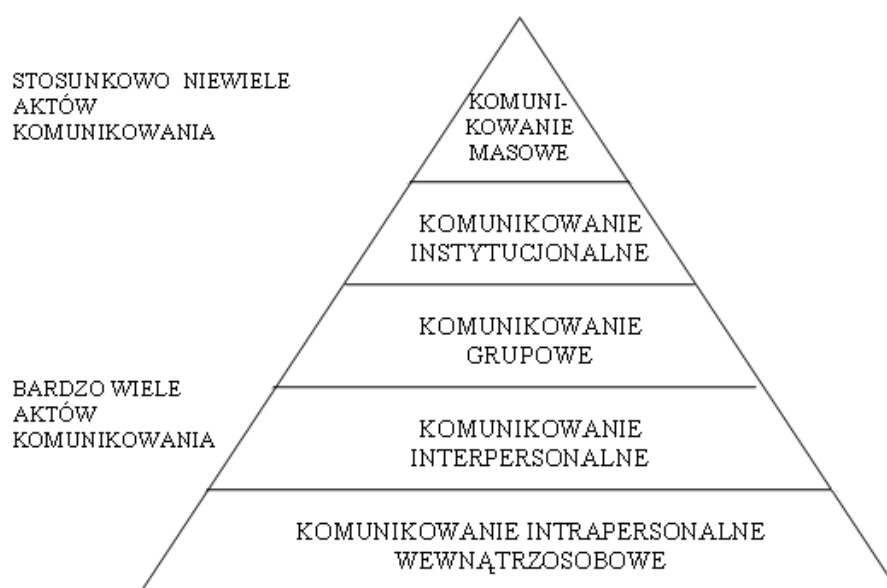 STOSUNKOWO NIEWIELE
AKTÓW
KOMUNIKOWANIA
KOMUNI-
KOWANIE
MASOWE
KOMUNIKOWANIE
INSTYTUCJONALNE
KOMUNIKOWANIE
GRUPOWE
BARDZO WIELE
AKTÓW
KOMUNIKOWANIA
KOMUNIKOWANIE
INTERPERSONALNE
KOMUNIKOWANIE INTRAPERSONALNE
WEWNĄTRZOSOBOWE